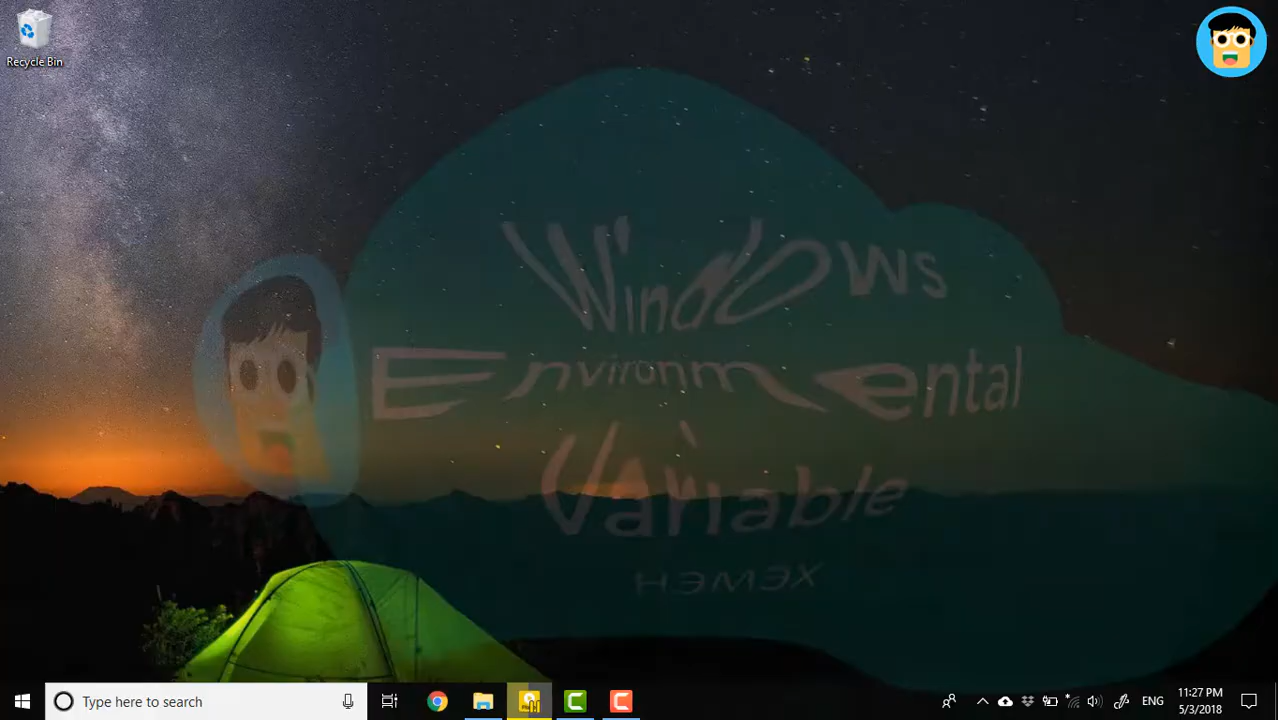 Recycle Bin
Windows
Environmental
Variable
нэмэх
Type here to search
ENG
11:27 PM
5/3/2018